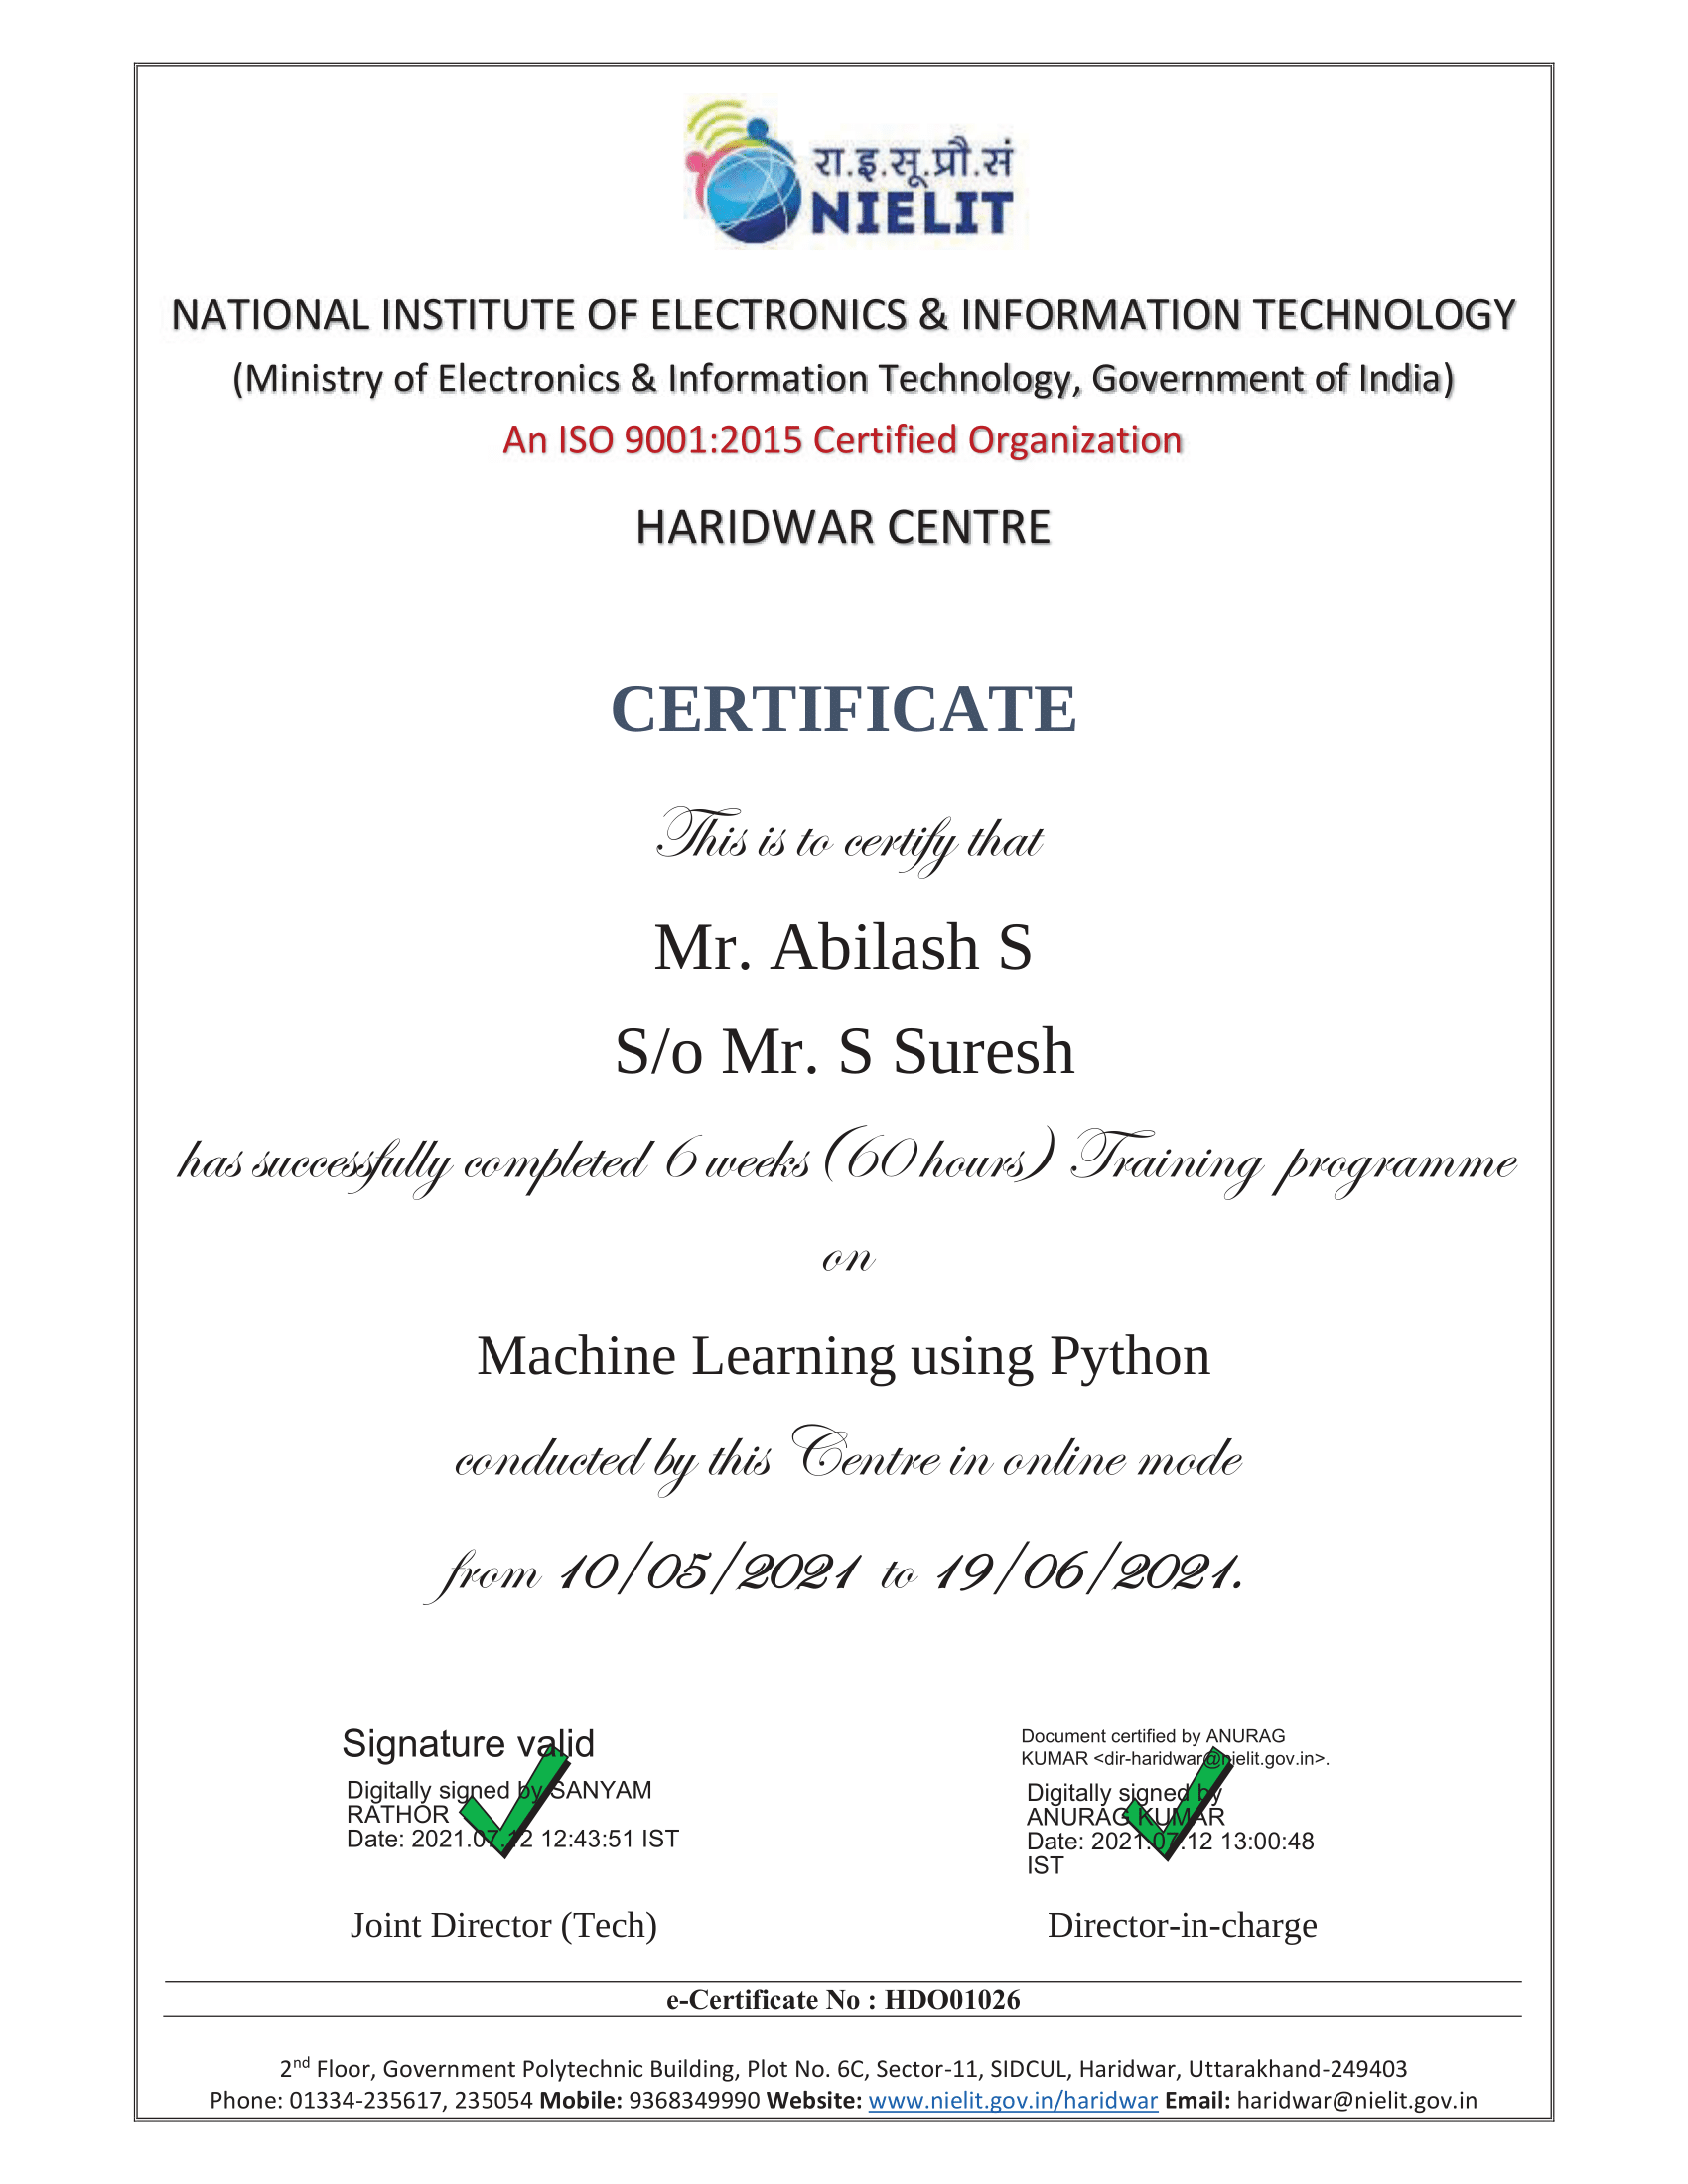 रा.इ.सू.प्रौ.सं
NIELIT
NATIONAL INSTITUTE OF ELECTRONICS & INFORMATION TECHNOLOGY
(Ministry of Electronics & Information Technology, Government of India)
An ISO 9001:2015 Certified Organization
HARIDWAR CENTRE
CERTIFICATE
This is to certify that
Mr. Abilash S
S/o Mr. S Suresh
has successfully completed 6 weeks (60 hours) Training programme
on
Machine Learning using Python
conducted by this Centre in online mode
from 10/05/2021 to 19/06/2021.
Signature valid
Digitally signed by SANYAM
RATHOR
Date: 2021.07.12 12:43:51 IST
Joint Director (Tech)
Document certified by ANURAG
KUMAR <dir-haridwar@nielit.gov.in>.
Digitally signed by
ANURAG KUMAR
Date: 2021.07.12 13:00:48
IST
Director-in-charge
e-Certificate No : HDO01026
2nd Floor, Government Polytechnic Building, Plot No. 6C, Sector-11, SIDCUL, Haridwar, Uttarakhand-249403
Phone: 01334-235617, 235054 Mobile: 9368349990 Website: www.nielit.gov.in/haridwar Email: haridwar@nielit.gov.in